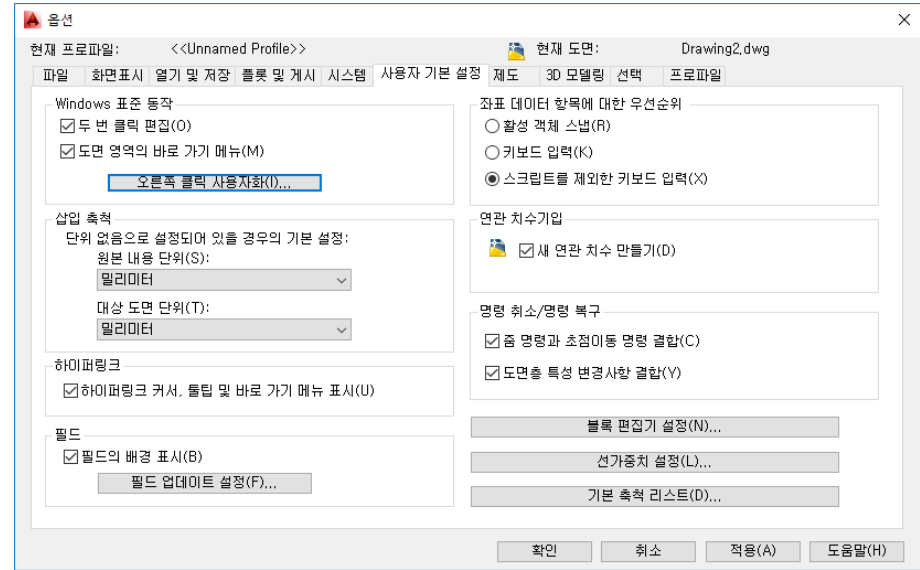 옵션
현재 프로파일: <<Unnamed Profile>> 현재 도면: Drawing2.dwg
파일 화면표시 열기 및 저장 플롯 및 게시 시스템 사용자 기본 설정 제도 3D 모델링 선택 프로파일
Windows 표준 동작
두 번 클릭 편집(O)
도면 영역의 바로 가기 메뉴(M)
오른쪽 클릭 사용자화(I)...
삽입 축척
단위 없음으로 설정되어 있을 경우의 기본 설정:
원본 내용 단위(S):
밀리미터
대상 도면 단위(T):
밀리미터
하이퍼링크
하이퍼링크 커서, 툴팁 및 바로 가기 메뉴 표시(U)
필드
필드의 배경 표시(B)
필드 업데이트 설정(F)...
좌표 데이터 항목에 대한 우선순위
활성 객체 스냅(R)
키보드 입력(K)
스크립트를 제외한 키보드 입력(X)
연관 치수기입
새 연관 치수 만들기(D)
명령 취소/명령 복구
줌 명령과 초점이동 명령 결합(C)
도면층 특성 변경사항 결합(Y)
블록 편집기 설정(N)...
선가중치 설정(L)...
기본 축척 리스트(D)...
확인 취소 적용(A) 도움말(H)